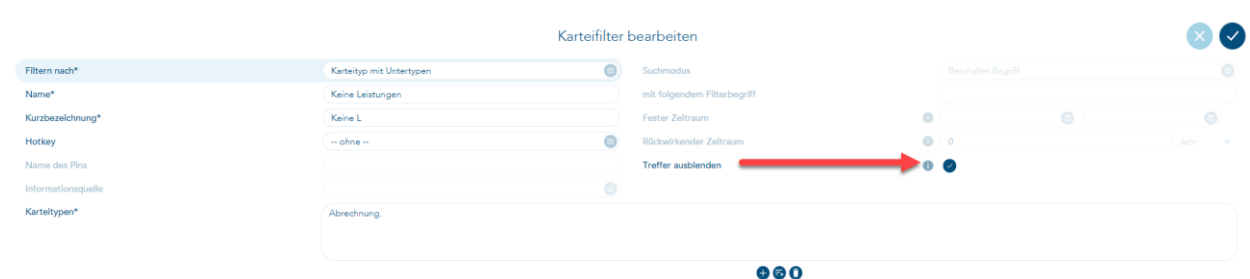 Karteifilter bearbeiten
Filtern nach* Karteityp mit Untertypen
Name* Keine Leistungen
Kurzbezeichnung* Keine L
Hotkey -- ohne --
Name des Pins
Informationsquelle
Karteitypen* Abrechnung.
Suchmodus Beinhaltet Begriff
mit folgendem Filterbegriff
Fester Zeitraum
Rückwirkender Zeitraum 0 Jahr
Treffer ausblenden